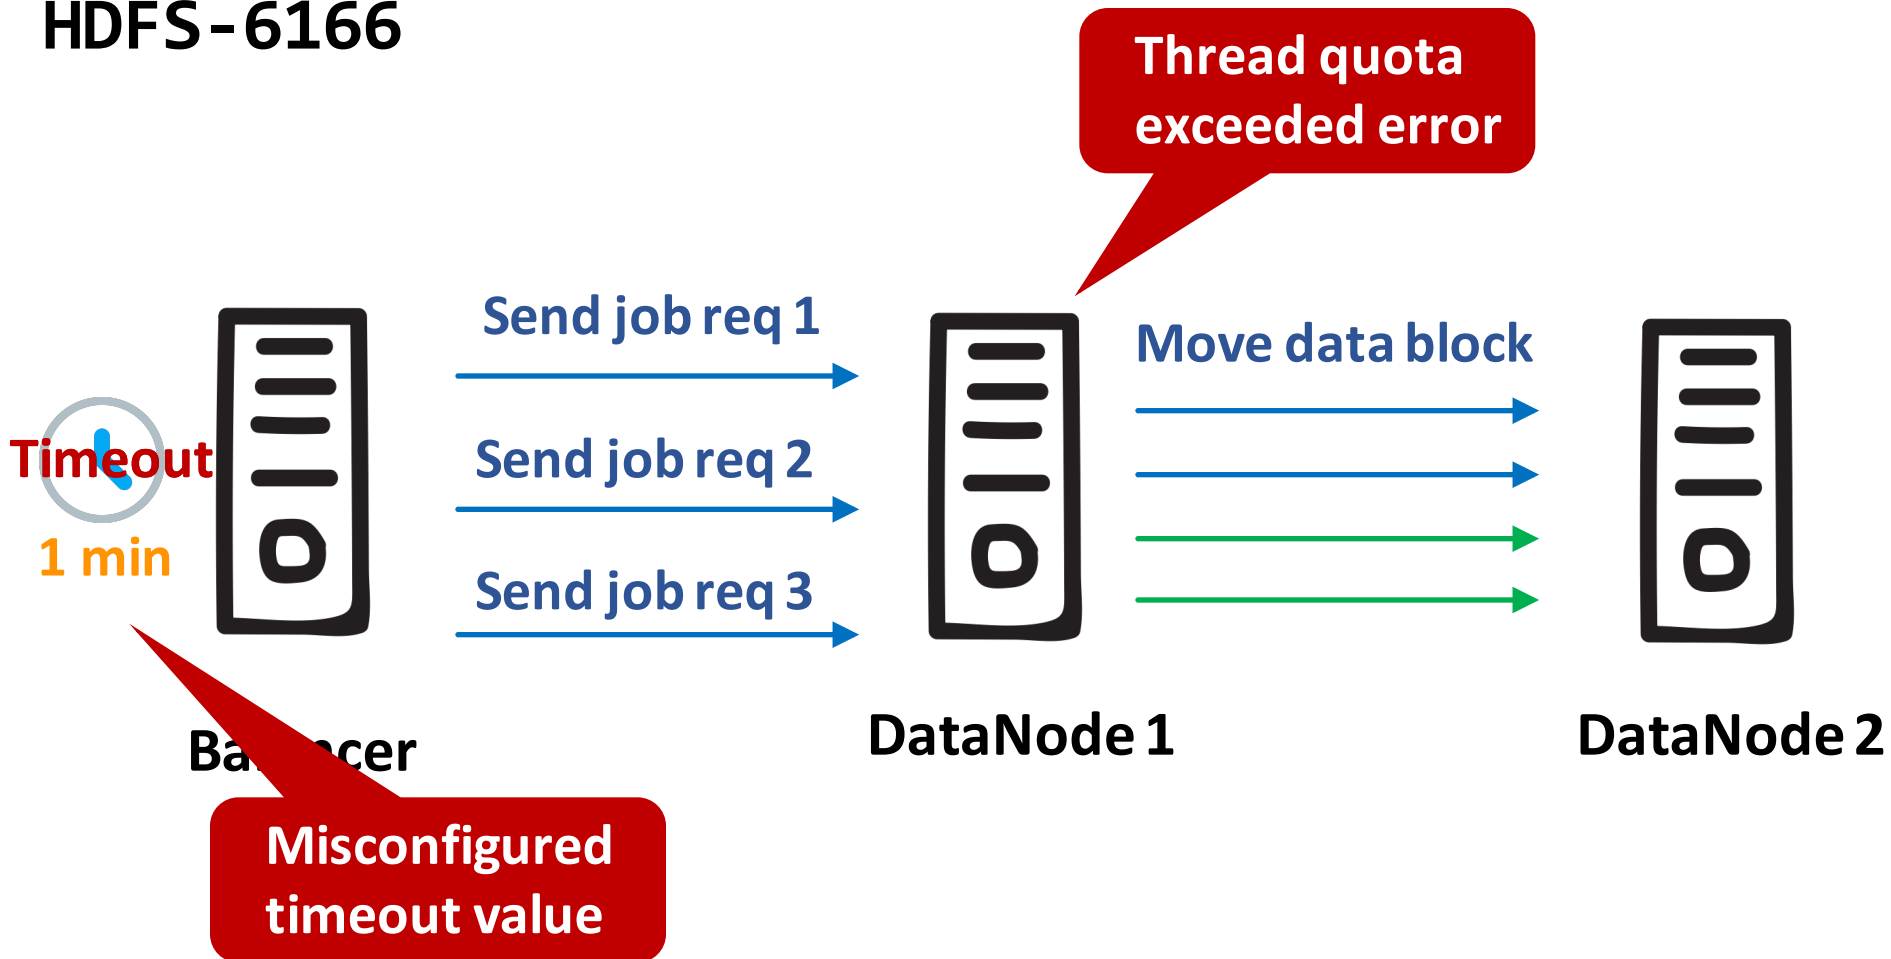 HDFS-6166
Thread quota
exceeded error
Send job req 1
Move data block
Timeout
Send job req 2
1 min
Send job req 3
DataNode 1
DataNode 2
Misconfigured
timeout value